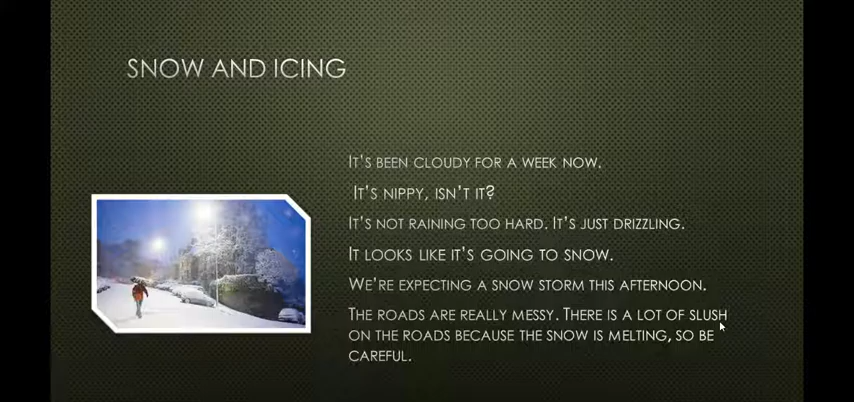 SNOW AND ICING
IT'S BEEN CLOUDY FOR A WEEK NOW.
IT'S NIPPY, ISN'T IT?
IT'S NOT RAINING TOO HARD. IT'S JUST DRIZZLING.
IT LOOKS LIKE IT'S GOING TO SNOW.
WE'RE EXPECTING A SNOW STORM THIS AFTERNOON.
THE ROADS ARE REALLY MESSY. THERE IS A LOT OF SLUSH
ON THE ROADS BECAUSE THE SNOW IS MELTING, SO BE
CAREFUL.